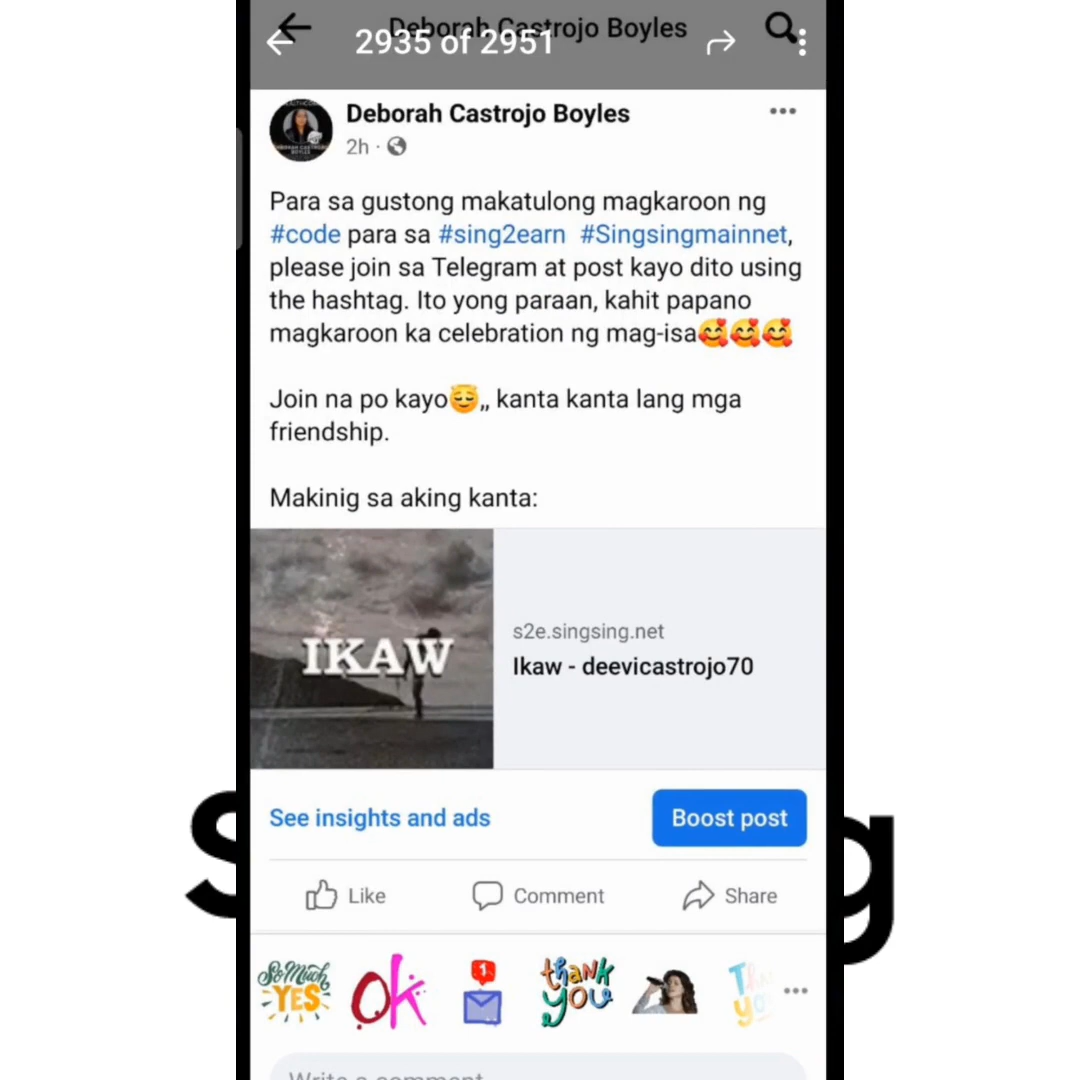 Deborah Castrojo Boyles
2935 of 2951
Deborah Castrojo Boyles
2h ·
Para sa gustong makatulong magkaroon ng
#code para sa #sing2earn #Singsingmainnet,
please join sa Telegram at post kayo dito using
the hashtag. Ito yong paraan, kahit papano
magkaroon ka celebration ng mag-isa🥰🥰🥰
Join na po kayo😇,, kanta kanta lang mga
friendship.
Makinig sa aking kanta:
IKAW
s2e.singsing.net
Ikaw - deevicastrojo70
See insights and ads
Boost post
Like
Comment
Share
So Much
YES
Ok
1
thank
you
Write a comment